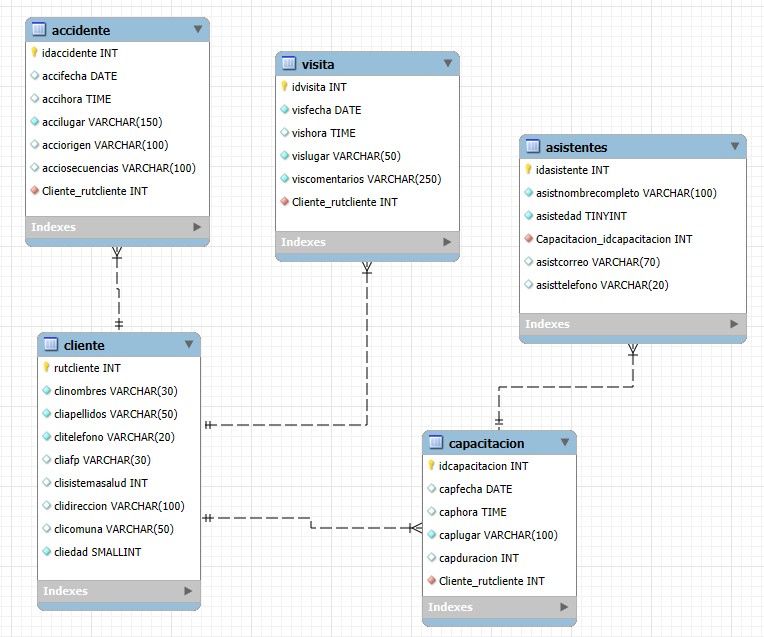 accidente
idaccidente INT
accifecha DATE
accihora TIME
accilugar VARCHAR(150)
acciorigen VARCHAR(100)
acciosecuencias VARCHAR(100)
Cliente_rutcliente INT
Indexes
visita
idvisita INT
visfecha DATE
vishora TIME
vislugar VARCHAR(50)
viscomentarios VARCHAR(250)
Cliente_rutcliente INT
Indexes
asistentes
idasistente INT
asistnombrecompleto VARCHAR(100)
asistedad TINYINT
Capacitacion_idcapacitacion INT
asistcorreo VARCHAR(70)
asisttelefono VARCHAR(20)
Indexes
cliente
rutcliente INT
clinombres VARCHAR(30)
cliapellidos VARCHAR(50)
clitelefono VARCHAR(20)
cliafp VARCHAR(30)
clisistemasalud INT
clidireccion VARCHAR(100)
clicomuna VARCHAR(50)
cliedad SMALLINT
Indexes
capacitacion
idcapacitacion INT
capfecha DATE
caphora TIME
caplugar VARCHAR(100)
capduracion INT
Cliente_rutcliente INT
Indexes